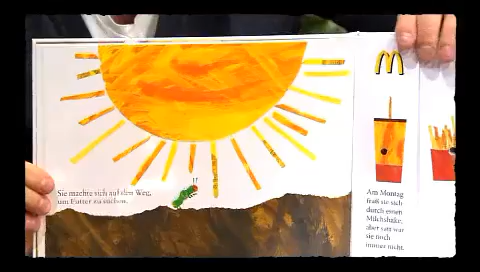 Sie machte sich auf den Weg,
um Futter zu suchen.
M
Am Montag
fraß sie sich
durch einen
Milchshake,
aber satt war
sie noch
immer nicht.